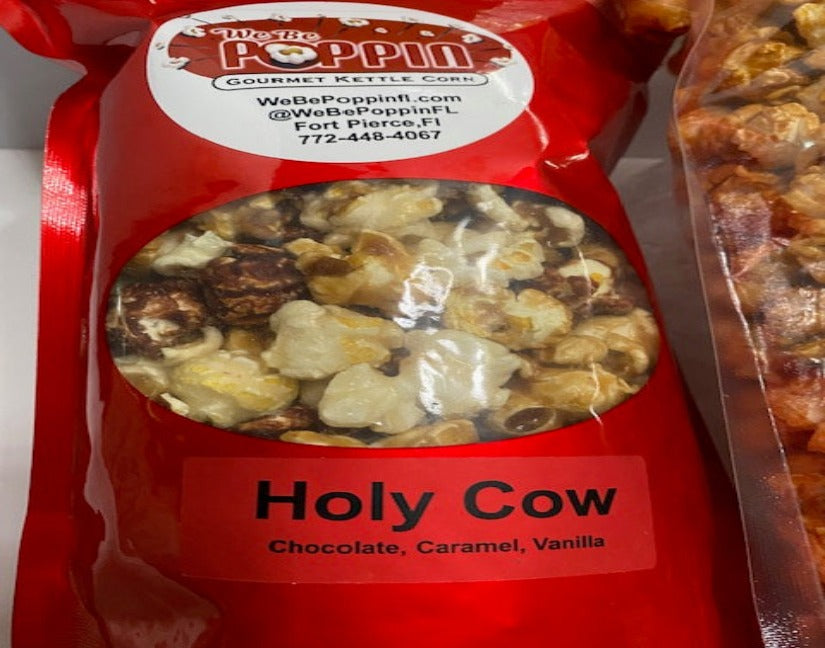 We Be
POPPIN
GOURMET KETTLE CORN
WeBePoppinfl.com
@WeBePoppinFL
Fort Pierce,Fl
772-448-4067
Holy Cow
Chocolate, Caramel, Vanilla